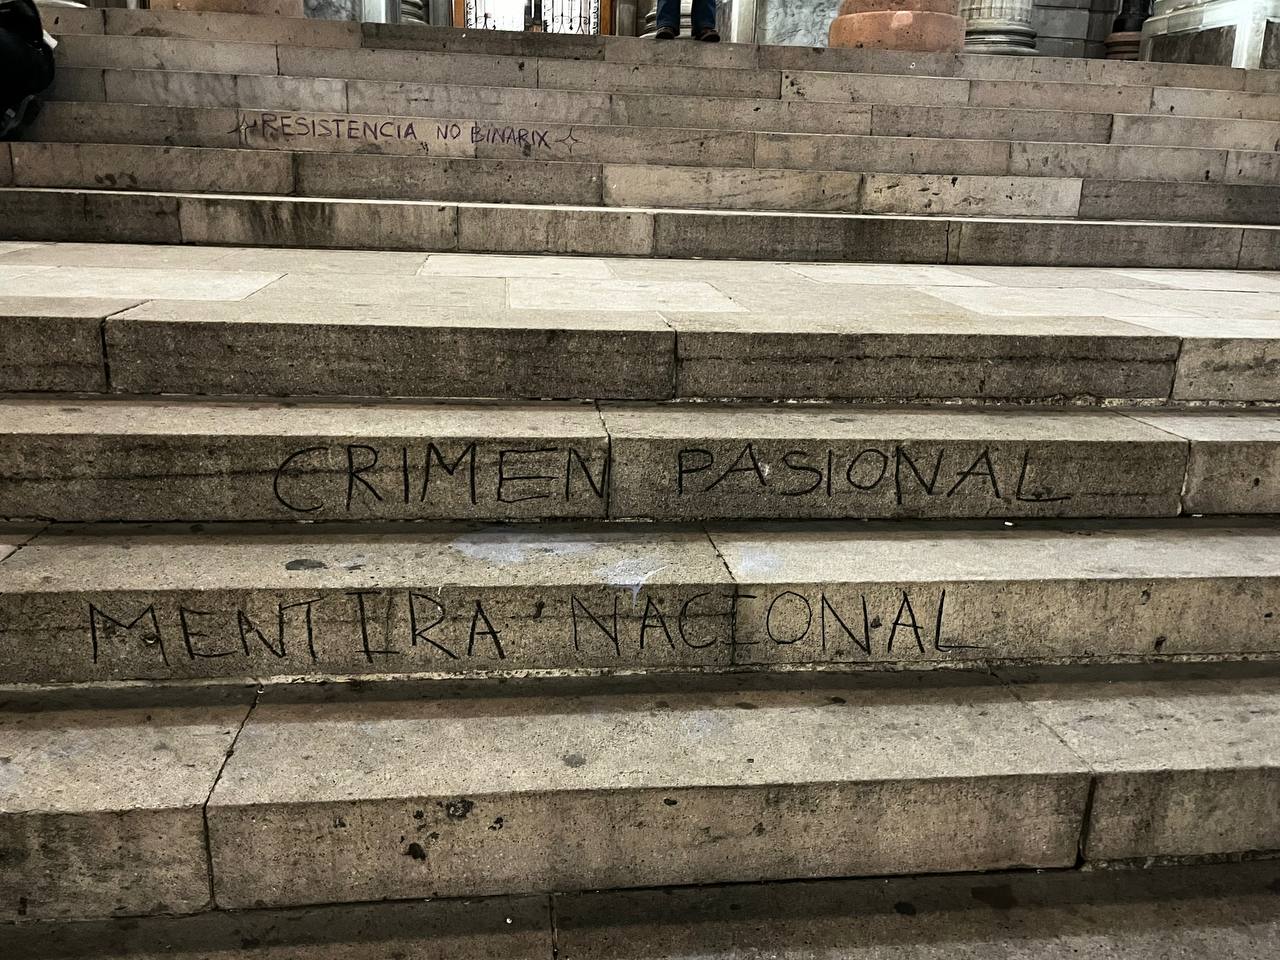 RESISTENCIA NO BINARIX
CRIMEN PASIONAL
MENTIRA NACIONAL